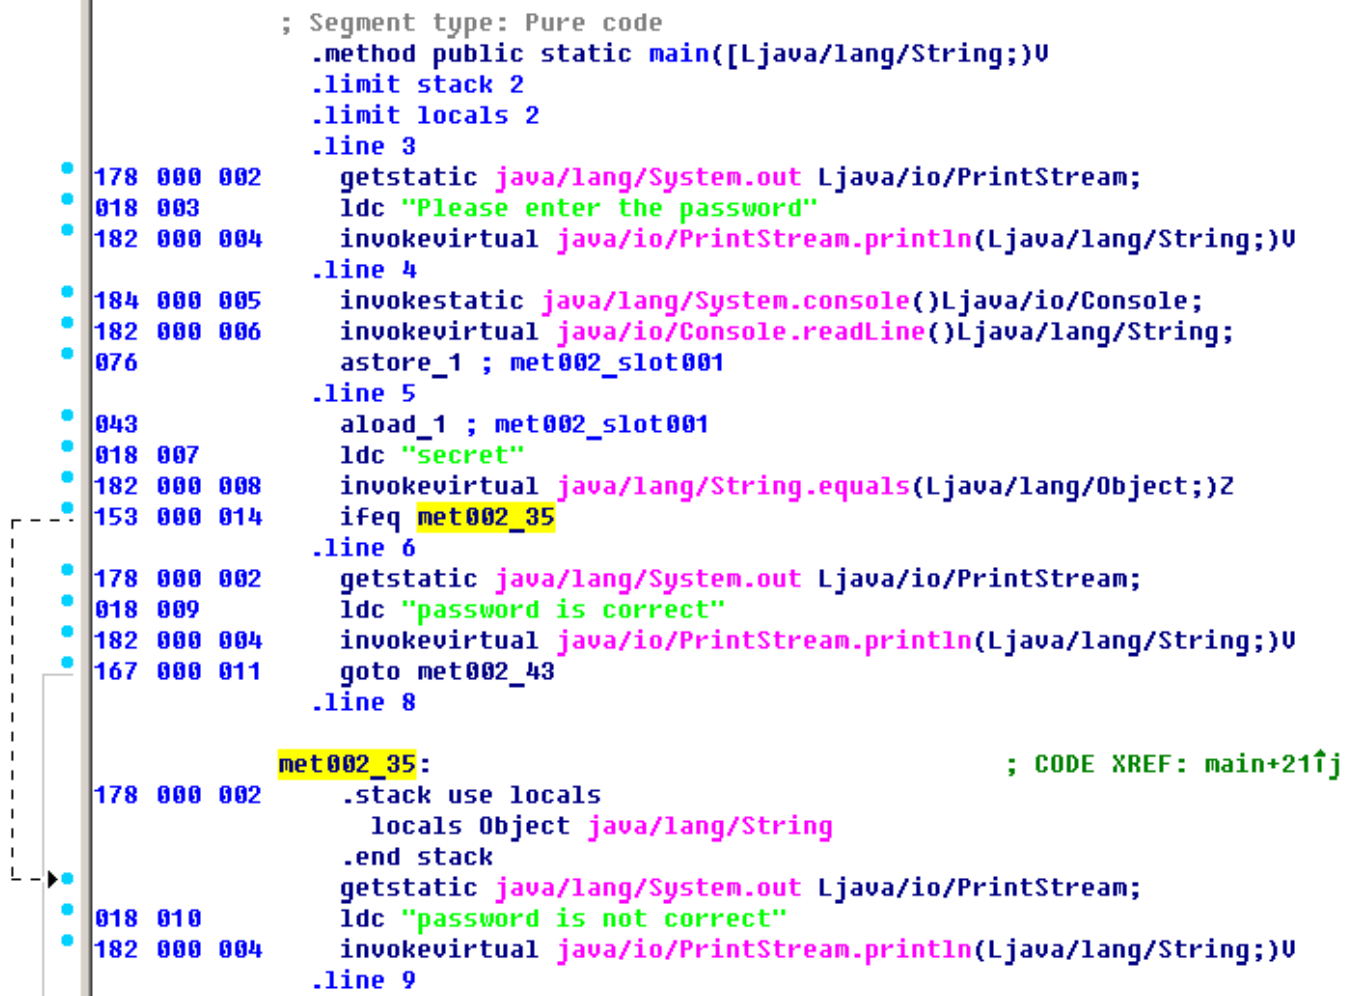 ; Segment type: Pure code
.method public static main([Ljava/lang/String;)V
.limit stack 2
.limit locals 2
.line 3
178 000 002 getstatic java/lang/System.out Ljava/io/PrintStream;
018 003 ldc "Please enter the password"
182 000 004 invokevirtual java/io/PrintStream.println(Ljava/lang/String;)V
.line 4
184 000 005 invokestatic java/lang/System.console()Ljava/io/Console;
182 000 006 invokevirtual java/io/Console.readLine()Ljava/lang/String;
076 astore_1 ; met002_slot001
.line 5
043 aload_1 ; met002_slot001
018 007 ldc "secret"
182 000 008 invokevirtual java/lang/String.equals(Ljava/lang/Object;)Z
153 000 014 ifeq met002_35
.line 6
178 000 002 getstatic java/lang/System.out Ljava/io/PrintStream;
018 009 ldc "password is correct"
182 000 004 invokevirtual java/io/PrintStream.println(Ljava/lang/String;)V
167 000 011 goto met002_43
.line 8
met002_35: ; CODE XREF: main+21↑j
178 000 002 .stack use locals
locals Object java/lang/String
.end stack
getstatic java/lang/System.out Ljava/io/PrintStream;
018 010 ldc "password is not correct"
182 000 004 invokevirtual java/io/PrintStream.println(Ljava/lang/String;)V
.line 9